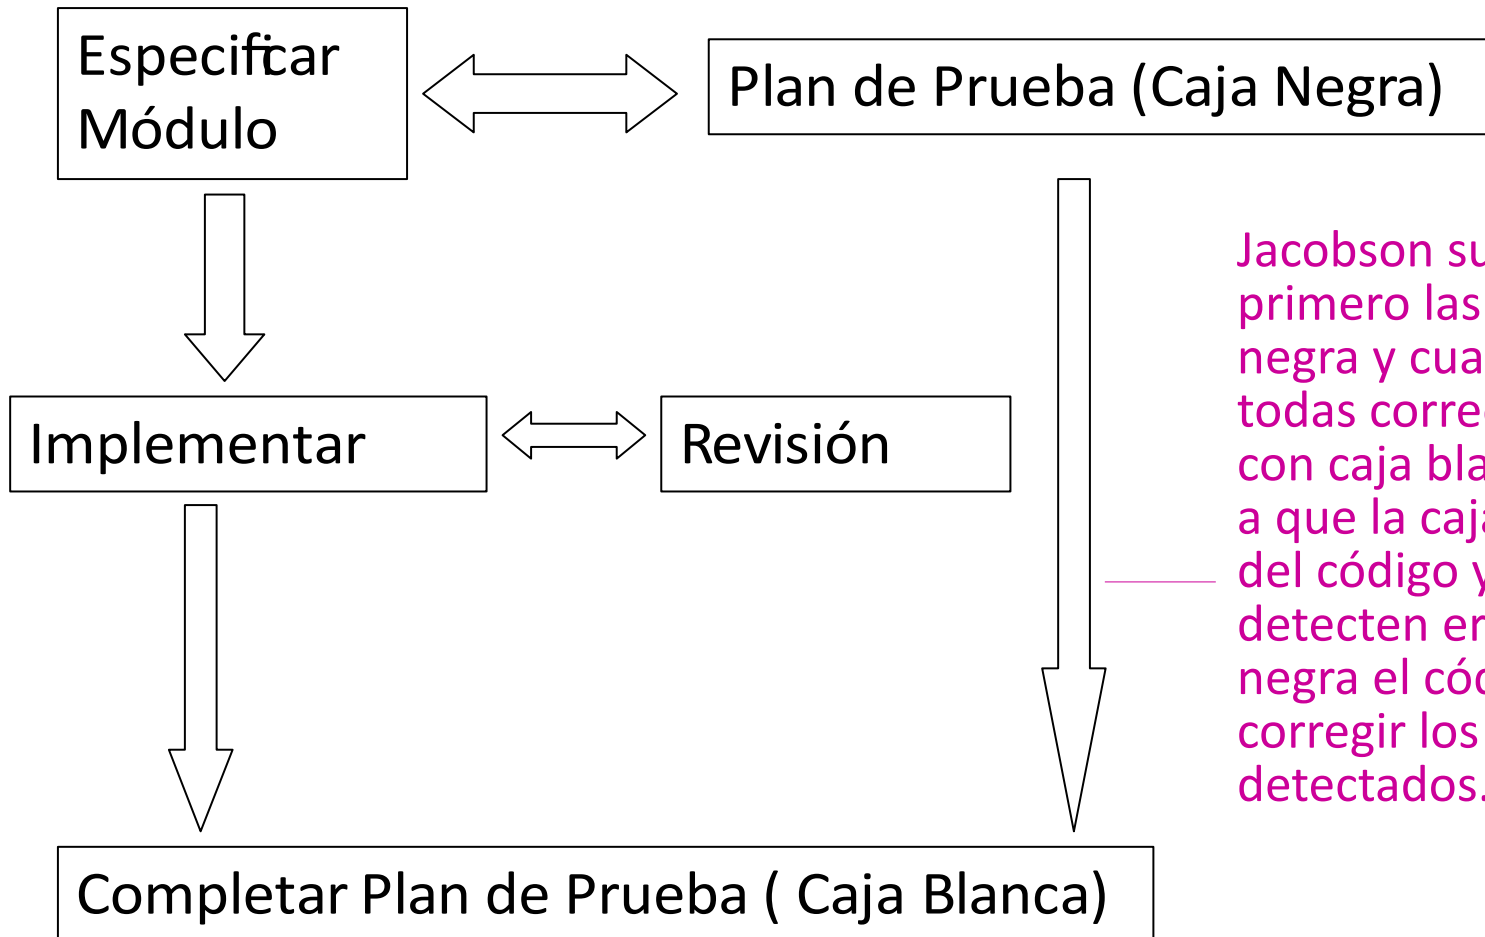 Especificar
Módulo
Plan de Prueba (Caja Negra)
Jacobson
primero las
negra y
todas
con caja
a que la
del código y
detecten
negra el
corregir los
detectados.
Implementar
Revisión
Completar Plan de Prueba ( Caja Blanca)